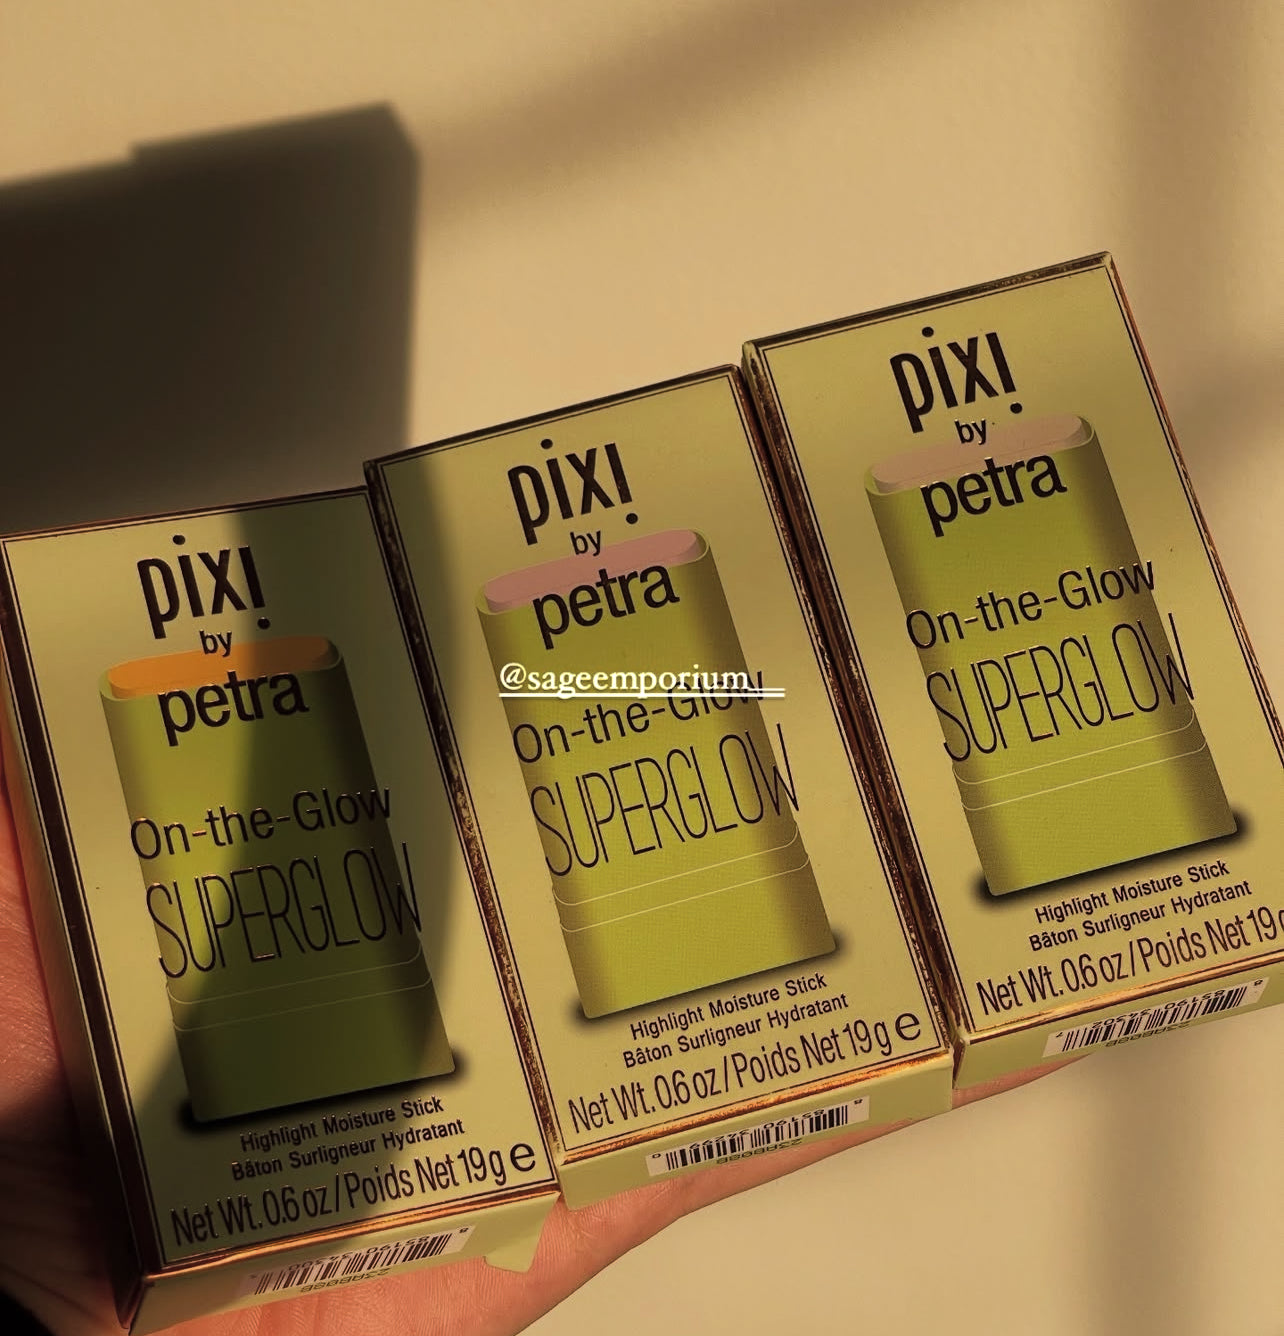 pixi
by
petra
On-the-Glow
SUPERGLOW
Highlight Moisture Stick
Bâton Surligneur Hydratant
Net Wt. 0.6 oz / Poids Net 19 g e
pixi
by
petra
@sageemporium__
On-the-Glow
SUPERGLOW
Highlight Moisture Stick
Bâton Surligneur Hydratant
Net Wt. 0.6 oz / Poids Net 19 g e
pixi
by
petra
On-the-Glow
SUPERGLOW
Highlight Moisture Stick
Bâton Surligneur Hydratant
Net Wt. 0.6 oz / Poids Net 19